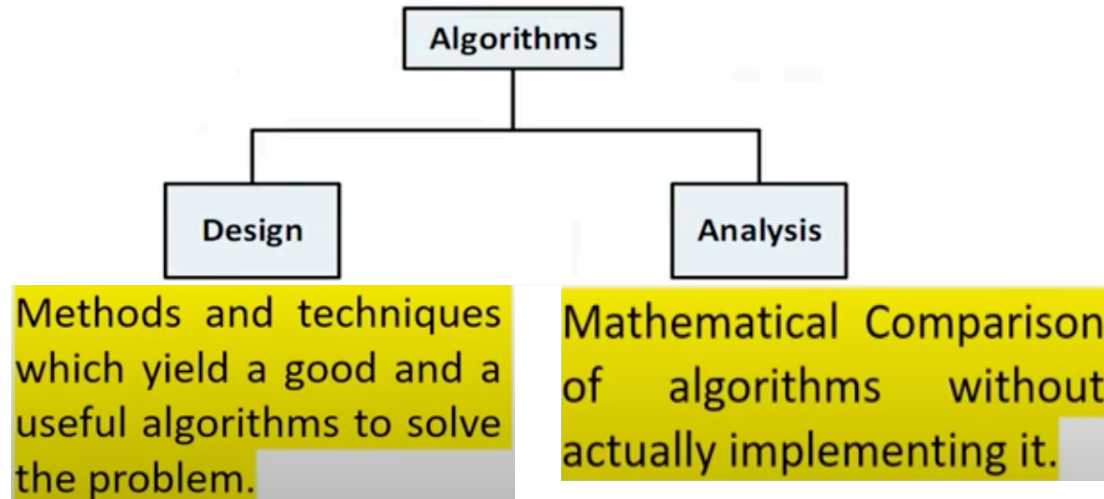 Algorithms
Design
Analysis
Methods and techniques
which yield a good and a
useful algorithms to solve
the problem.
Mathematical Comparison
of algorithms without
actually implementing it.